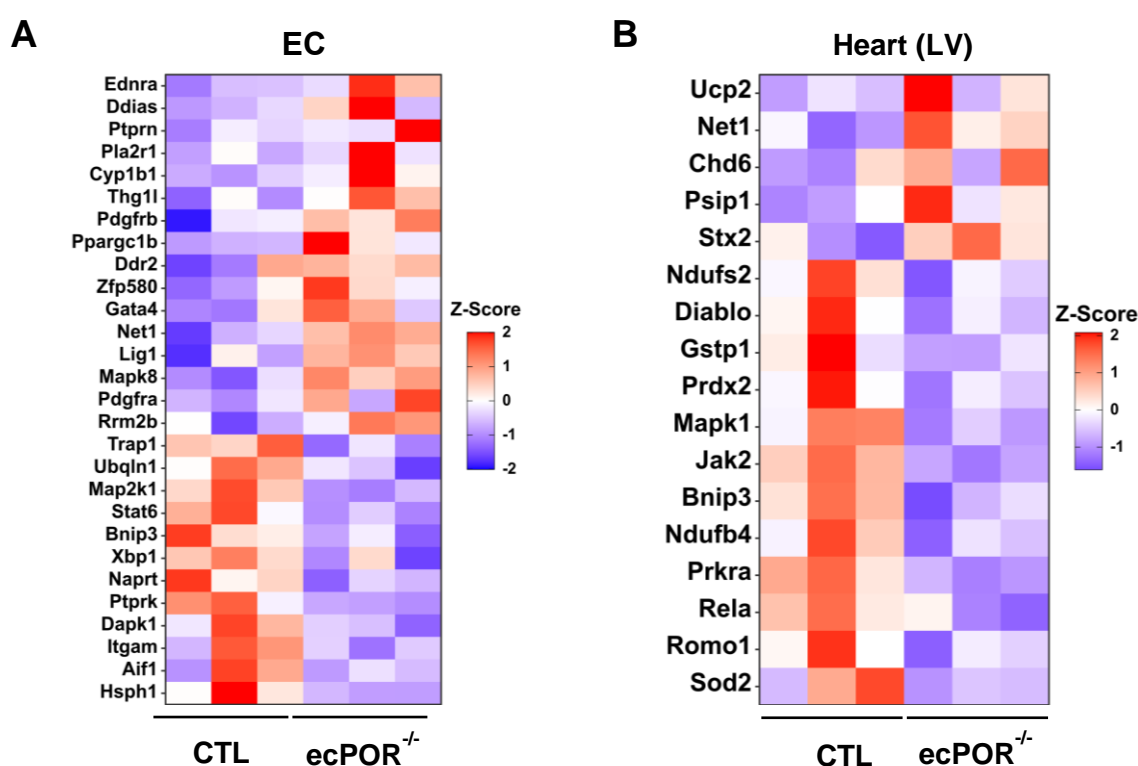 A
EC
Ednra
Ddias
Ptprn
Pla2r1
Cyp1b1
Thg1l
Pdgfrb
Ppargc1b
Ddr2
Zfp580
Gata4
Net1
Lig1
Mapk8
Pdgfra
Rrm2b
Trap1
Ubqln1
Map2k1
Stat6
Bnip3
Xbp1
Naprt
Ptprk
Dapk1
Itgam
Aif1
Hsph1
Z-Score
2
1
0
-1
-2
CTL
ecPOR-/-
B
Heart (LV)
Ucp2
Net1
Chd6
Psip1
Stx2
Ndufs2
Diablo
Gstp1
Prdx2
Mapk1
Jak2
Bnip3
Ndufb4
Prkra
Rela
Romo1
Sod2
Z-Score
2
1
0
-1
CTL
ecPOR-/-